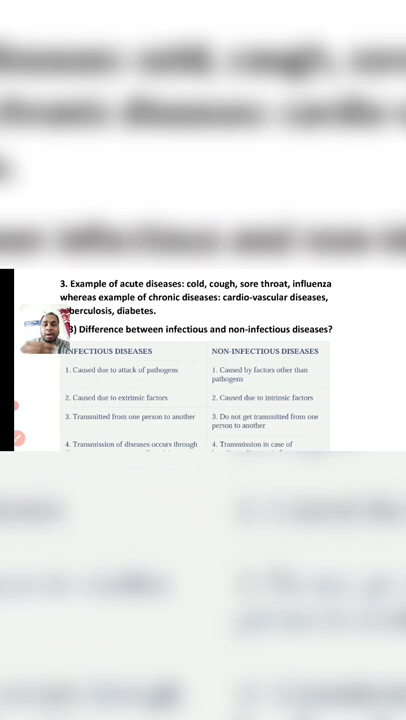 3. Example of acute diseases: cold, cough, sore throat, influenza
whereas example of chronic diseases: cardio-vascular diseases,
berculosis, diabetes.
3) Difference between infectious and non-infectious diseases?
INFECTIOUS DISEASES
NON-INFECTIOUS DISEASES
1. Caused due to attack of pathogens
1. Caused by factors other than
pathogens
2. Caused due to extrinsic factors
2. Caused due to intrinsic factors
3. Transmitted from one person to another
3. Do not get transmitted from one
person to another
4. Transmission of diseases occurs through
4. Transmission in case of